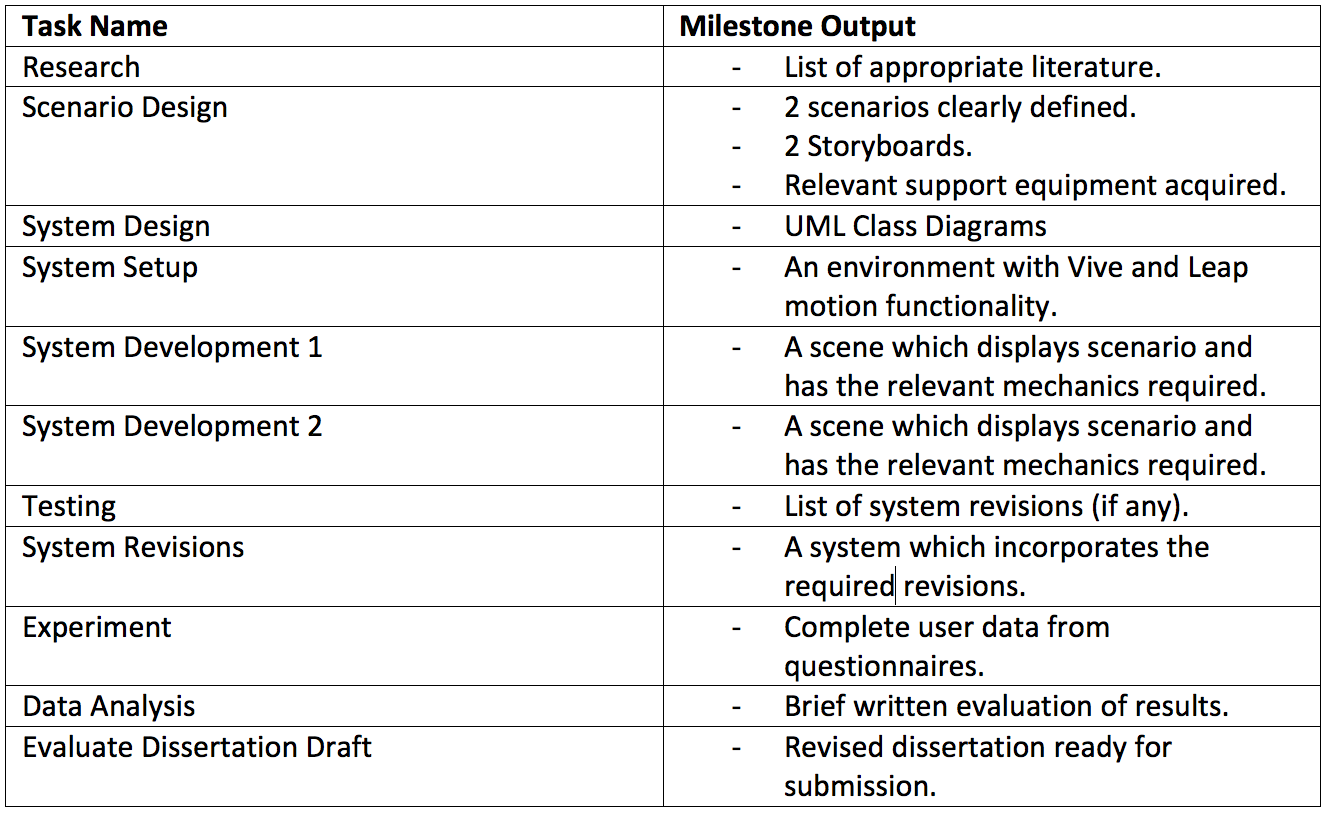 Task Name Milestone Output
Research - List of appropriate literature.
Scenario Design - 2 scenarios clearly defined.
- 2 Storyboards.
- Relevant support equipment acquired.
System Design - UML Class Diagrams
System Setup - An environment with Vive and Leap
motion functionality.
System Development 1 - A scene which displays scenario and
has the relevant mechanics required.
System Development 2 - A scene which displays scenario and
has the relevant mechanics required.
Testing - List of system revisions (if any).
System Revisions - A system which incorporates the
required revisions.
Experiment - Complete user data from
questionnaires.
Data Analysis - Brief written evaluation of results.
Evaluate Dissertation Draft - Revised dissertation ready for
submission.